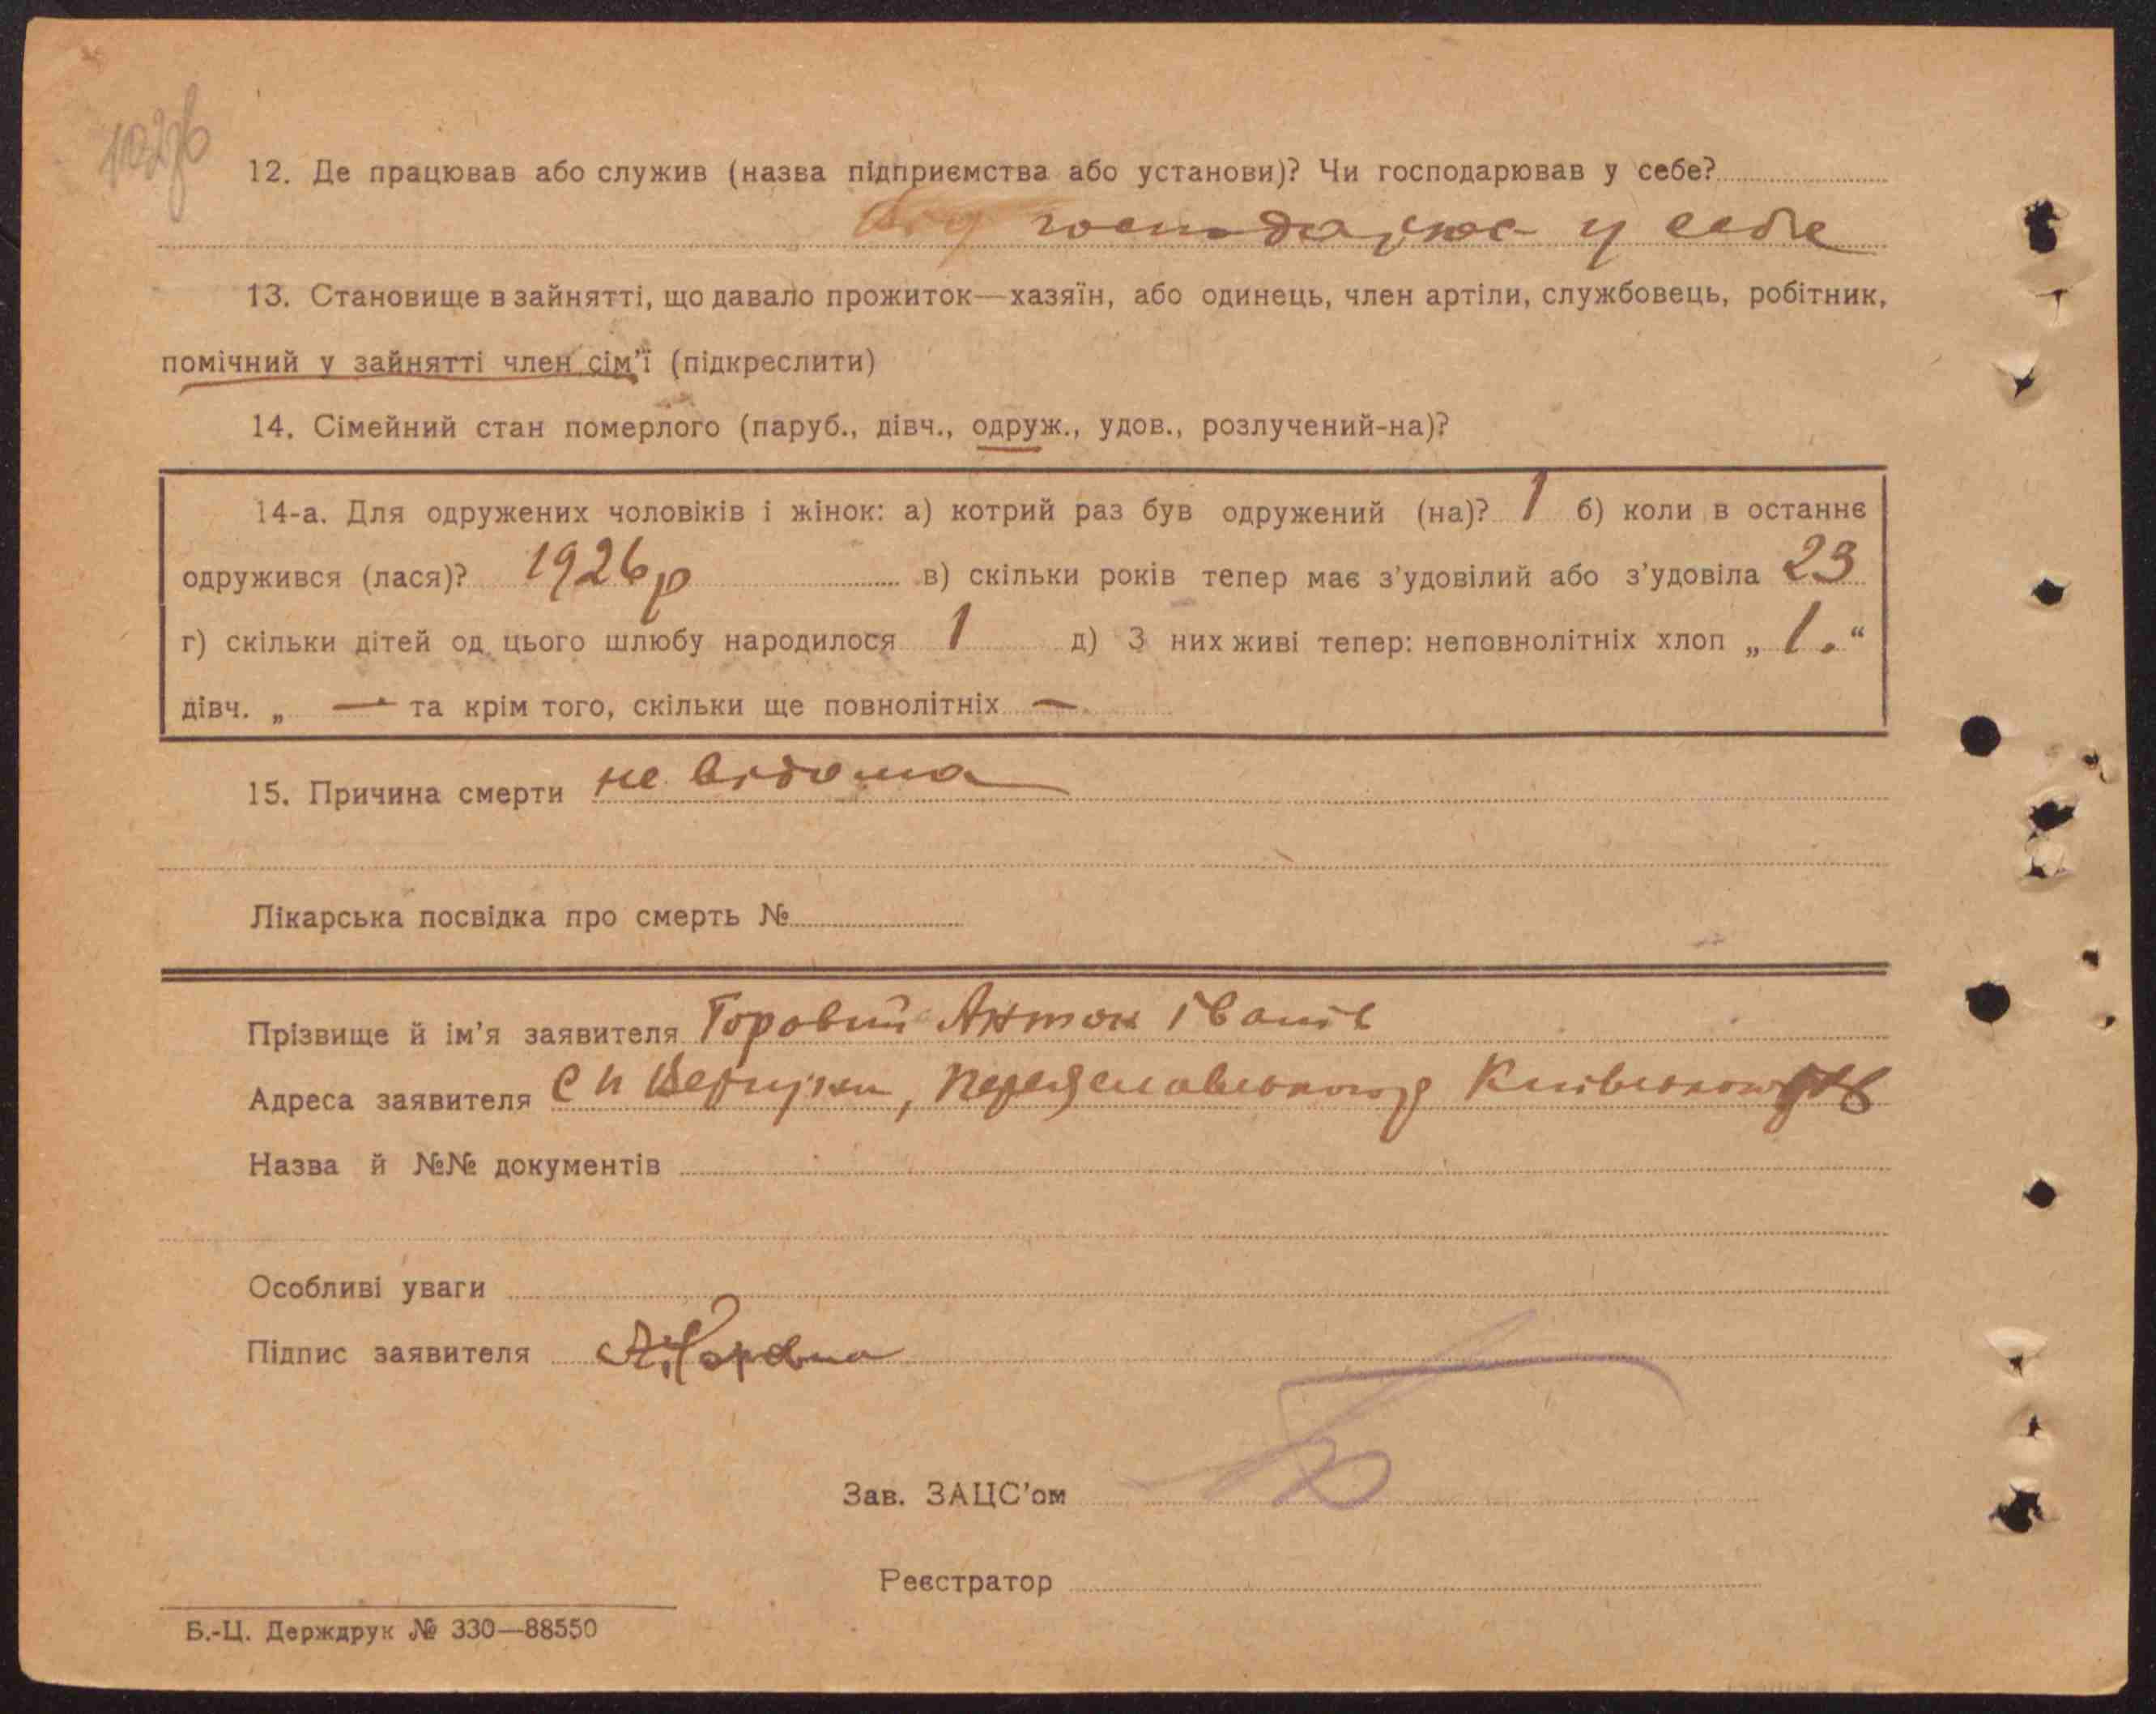 12. Де працював або служив (назва підприємства або установи)? Чи господарював у себе?
господарює у себе
13. Становище в зайнятті, що давало прожиток—хазяїн, або одинець, член артіли, службовець, робітник,
помічний у зайнятті член сім'ї (підкреслити)
14. Сімейний стан померлого (паруб., дівч., одруж., удов., розлучений-на)?
14-а. Для одружених чоловіків і жінок: а) котрий раз був одружений (на)? 1 б) коли в останнє
одружився (лася)? 1926 р в) скільки років тепер має з'удовілий або з'удовіла 23
г) скільки дітей од цього шлюбу народилося 1 д) З них живі тепер: неповнолітніх хлоп „ 1. “
дівч. „ — та крім того, скільки ще повнолітніх —
15. Причина смерти не відома
Лікарська посвідка про смерть №
Прізвище й ім'я заявителя Горовий Антон Іванів
Адреса заявителя Переяславського р Київського
Назва й №№ документів
Особливі уваги
Підпис заявителя
Зав. ЗАЦС'ом
Реєстратор
Б.-Ц. Держдрук № 330—88550